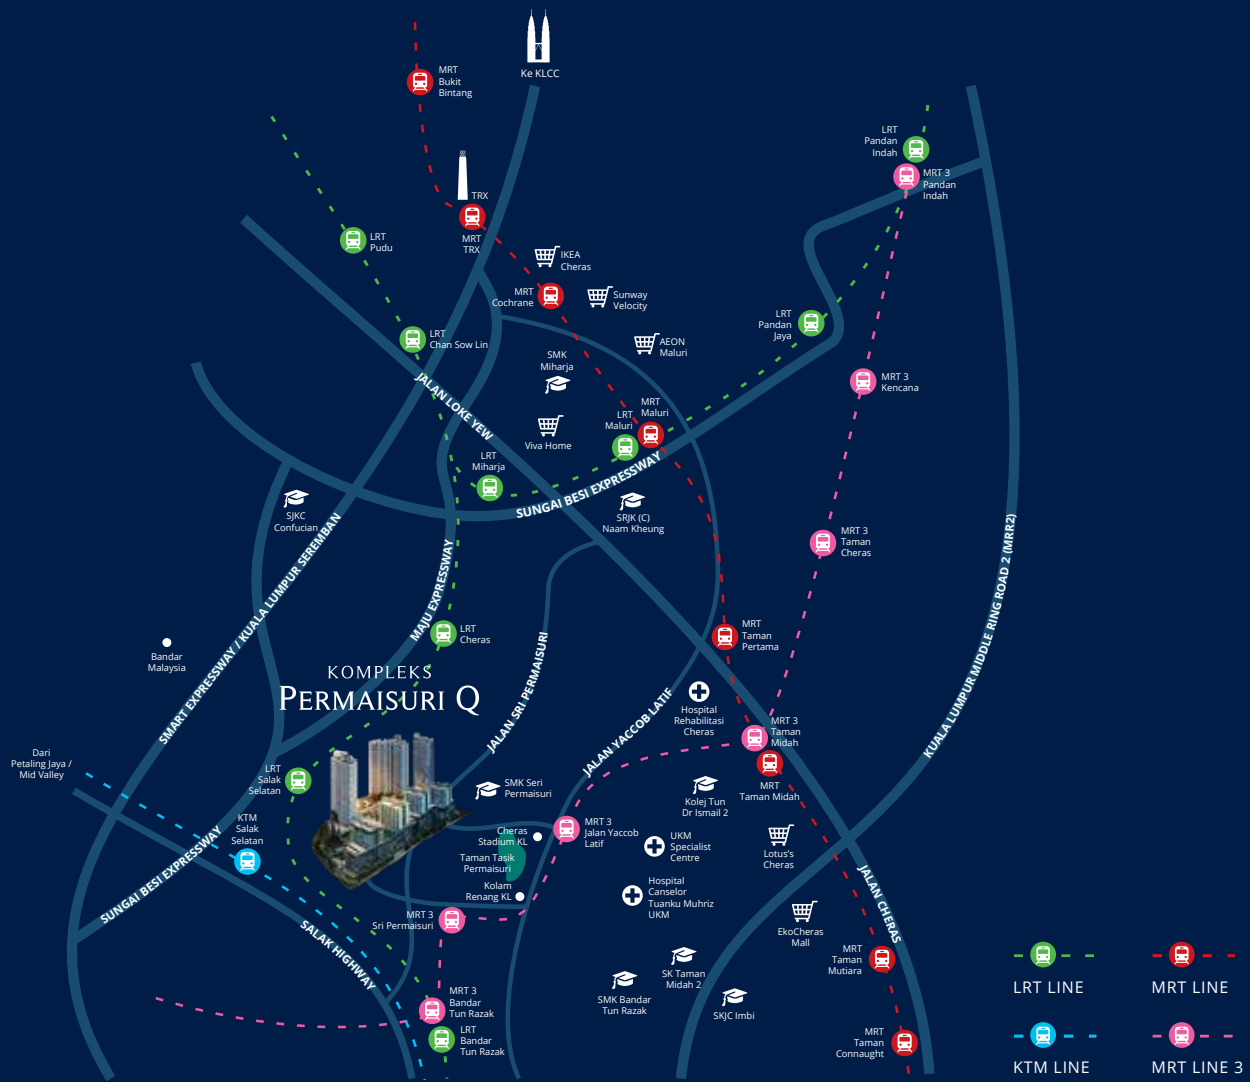 Ke KLCC
MRT
Bukit
Bintang
TRX
MRT
TRX
LRT
Pudu
LRT
Pandan
Indah
MRT 3
Pandan
Indah
IKEA
Cheras
MRT
Cochrane
Sunway
Velocity
LRT
Pandan
Jaya
LRT
Chan Sow Lin
AEON
Maluri
SMK
Miharja
MRT 3
Kencana
JALAN LOKE YEW
MRT
Maluri
LRT
Maluri
Viva Home
LRT
Miharja
SUNGAI BESI EXPRESSWAY
SJKC
Confucian
SRJK (C)
Naam Kheung
MRT 3
Taman
Cheras
SMART EXPRESSWAY / KUALA LUMPUR SEREMBAN
MAJU EXPRESSWAY
KUALA LUMPUR MIDDLE RING ROAD 2 (MRR2)
LRT
Cheras
MRT
Taman
Pertama
Bandar
Malaysia
KOMPLEKS
PERMAISURI Q
JALAN SRI PERMAISURI
JALAN YACCOB LATIF
Hospital
Rehabilitasi
Cheras
MRT 3
Taman
Midah
MRT
Taman Midah
Dari
Petaling Jaya /
Mid Valley
LRT
Salak
Selatan
SMK Seri
Permaisuri
Kolej Tun
Dr Ismail 2
KTM
Salak
Selatan
Cheras
Stadium KL
MRT 3
Jalan Yaccob
Latif
UKM
Specialist
Centre
Lotus's
Cheras
Taman Tasik
Permaisuri
Kolam
Renang KL
Hospital
Canselor
Tuanku Muhriz
UKM
SUNGAI BESI EXPRESSWAY
SALAK HIGHWAY
JALAN CHERAS
MRT 3
Sri Permaisuri
EkoCheras
Mall
MRT
Taman
Mutiara
SK Taman
Midah 2
SMK Bandar
Tun Razak
SKJC Imbi
MRT 3
Bandar
Tun Razak
LRT
Bandar
Tun Razak
MRT
Taman
Connaught
LRT LINE
MRT LINE
KTM LINE
MRT LINE 3